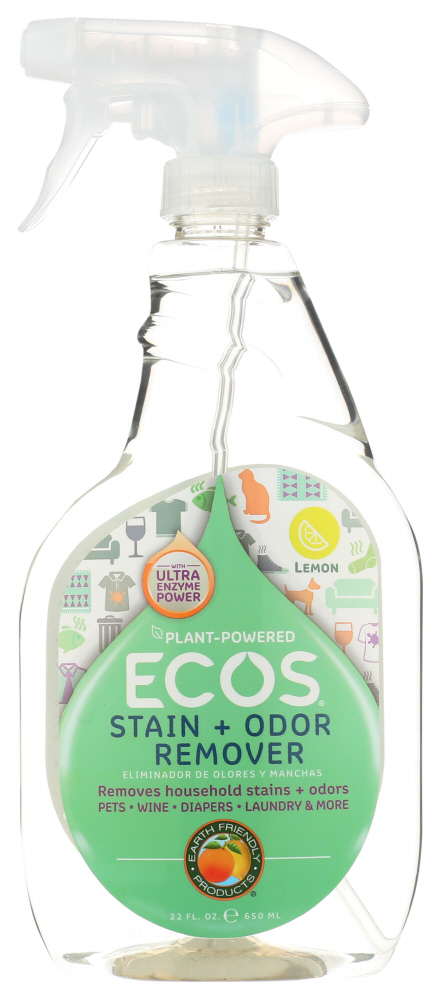 LEMON
WITH
ULTRA
ENZYME
POWER
PLANT-POWERED
ECOS®
STAIN + ODOR
REMOVER
ELIMINADOR DE OLORES Y MANCHAS
Removes household stains + odors
PETS • WINE • DIAPERS • LAUNDRY & MORE
EARTH FRIENDLY
PRODUCTS®
22 FL. OZ. ℮ 650 ML